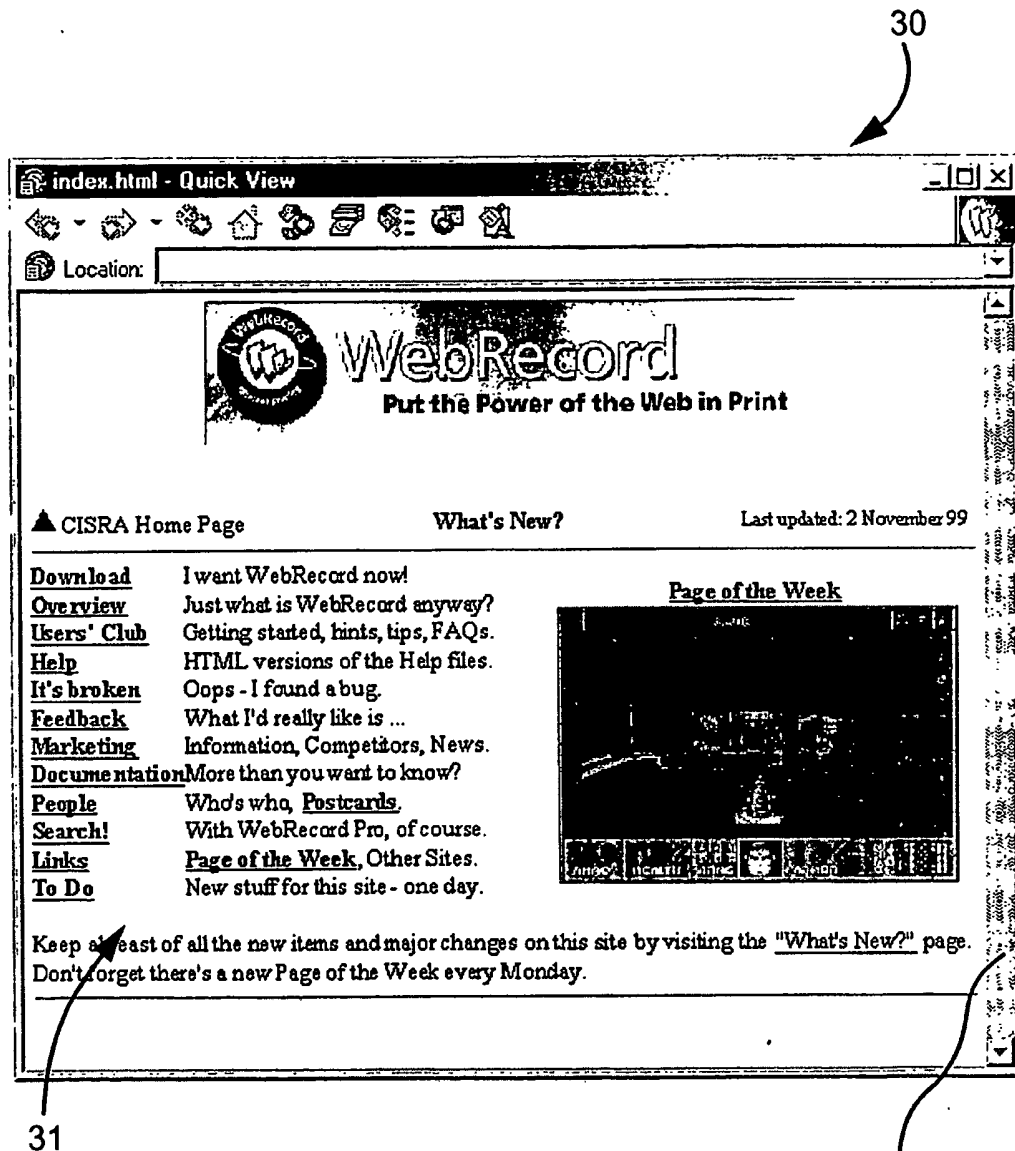 30
index.html - Quick View
Location:
WebRecord
WebRecord
Put the Power of the Web in Print
CISRA Home Page What's New? Last updated: 2 November 99
Download I want WebRecord now!
Overview Just what is WebRecord anyway?
Users' Club Getting started, hints, tips, FAQs.
Help HTML versions of the Help files.
It's broken Oops - I found a bug.
Feedback What I'd really like is ...
Marketing Information, Competitors, News.
Documentation More than you want to know?
People Who's who, Postcards.
Search! With WebRecord Pro, of course.
Links Page of the Week, Other Sites.
To Do New stuff for this site - one day.
Page of the Week
HEALTH
Keep abreast of all the new items and major changes on this site by visiting the "What's New?" page.
Don't forget there's a new Page of the Week every Monday.
31